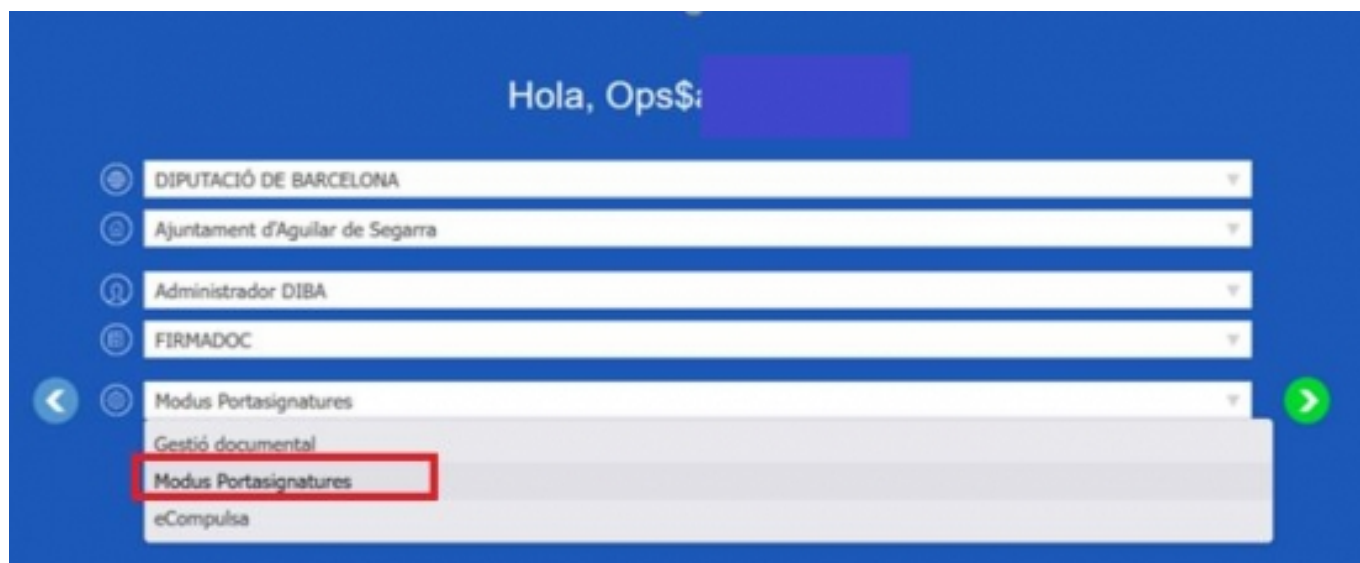 Hola, Ops$a
DIPUTACIÓ DE BARCELONA
Ajuntament d'Aguilar de Segarra
Administrador DIBA
FIRMADOC
Modus Portasignatures
Gestió documental
Modus Portasignatures
eCompulsa